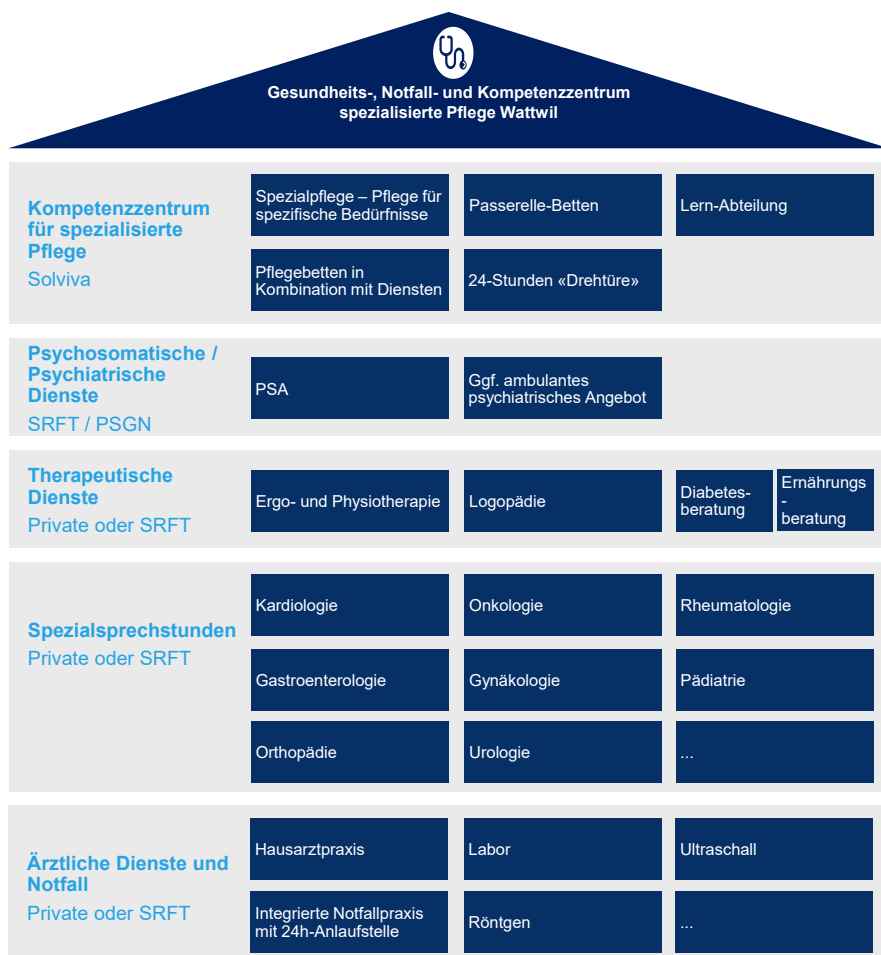 Gesundheits-, Notfall- und Kompetenzzentrum
spezialisierte Pflege Wattwil
Kompetenzzentrum
für spezialisierte
Pflege
Solviva
Spezialpflege – Pflege für
spezifische Bedürfnisse
Passerelle-Betten
Lern-Abteilung
Pflegebetten in
Kombination mit Diensten
24-Stunden «Drehtüre»
Psychosomatische /
Psychiatrische
Dienste
SRFT / PSGN
PSA
Ggf. ambulantes
psychiatrisches Angebot
Therapeutische
Dienste
Private oder SRFT
Ergo- und Physiotherapie
Logopädie
Diabetes-
beratung
Ernährungs
-
beratung
Spezialsprechstunden
Private oder SRFT
Kardiologie
Onkologie
Rheumatologie
Gastroenterologie
Gynäkologie
Pädiatrie
Orthopädie
Urologie
...
Ärztliche Dienste und
Notfall
Private oder SRFT
Hausarztpraxis
Labor
Ultraschall
Integrierte Notfallpraxis
mit 24h-Anlaufstelle
Röntgen
...